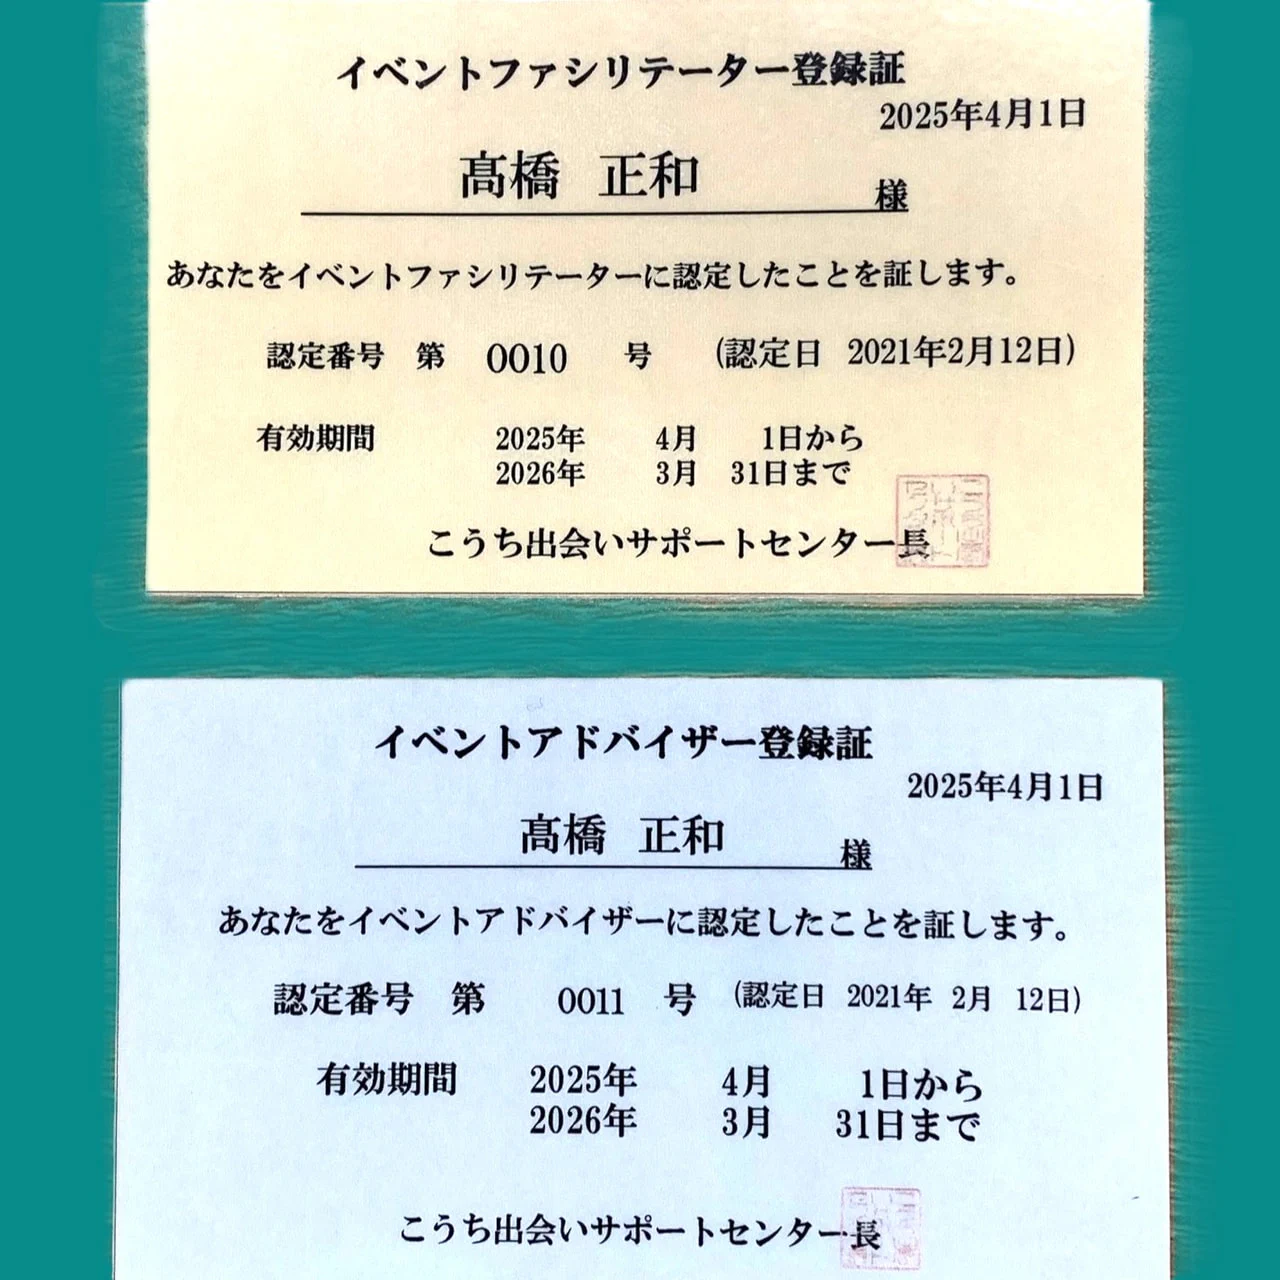 イベントファシリテーター登録証
2025年4月1日
髙橋 正和 様
あなたをイベントファシリテーターに認定したことを証します。
認定番号 第 0010 号 (認定日 2021年2月12日)
有効期間 2025年 4月 1日から
2026年 3月 31日まで
こうち出会いサポートセンター長
イベントアドバイザー登録証
2025年4月1日
髙橋 正和 様
あなたをイベントアドバイザーに認定したことを証します。
認定番号 第 0011 号 (認定日 2021年 2月 12日)
有効期間 2025年 4月 1日から
2026年 3月 31日まで
こうち出会いサポートセンター長